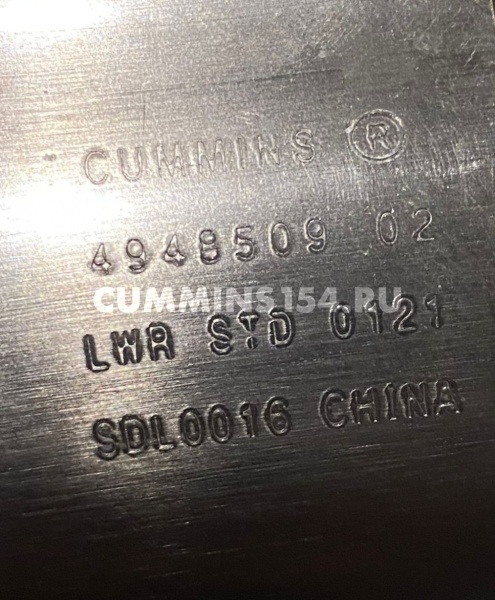 CUMMINS ®
4948509 02
CUMMINS154.RU
LWR STD 0121
SDL0016 CHINA